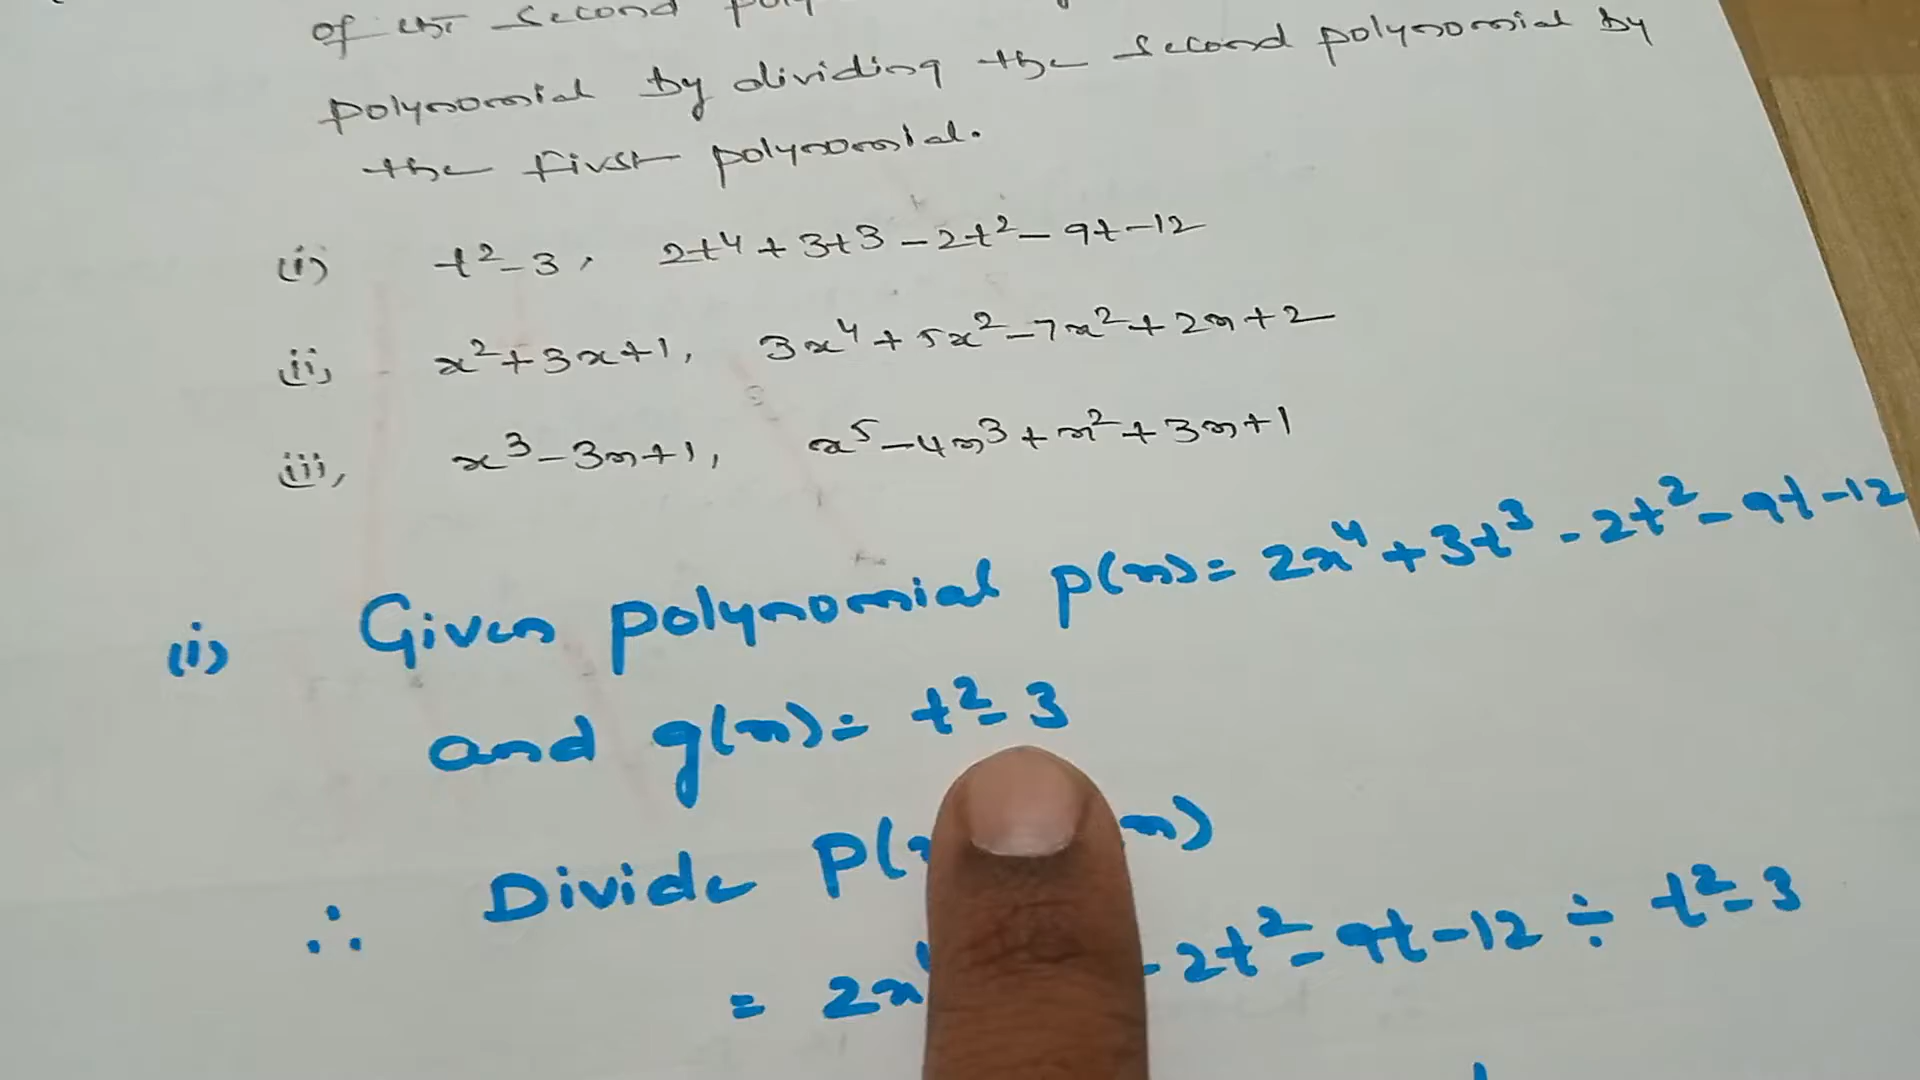 of the second
polynomial by dividing the second polynomial by
the first polynomial.
(i) t²-3, 2t⁴+3t3-2t²-9t-12
(ii) x²+3x+1, 3x⁴+5x²-7x²+2x+2
(iii) x³-3x+1, x⁵-4x³+x²+3x+1
(i) Given polynomial p(x)= 2x⁴+3t³-2t²-9t-12
and g(x)= t²-3
∴ Divide P( x)
= 2x -2t²-9t-12 ÷ t²-3